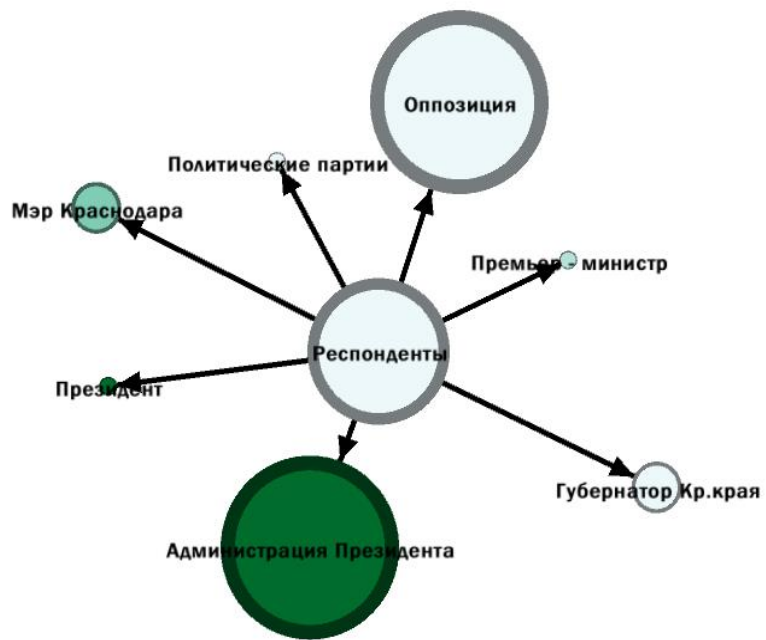 Оппозиция
Политические партии
Мэр Краснодара
Премьер - министр
Респонденты
Президент
Губернатор Кр.края
Администрация Президента